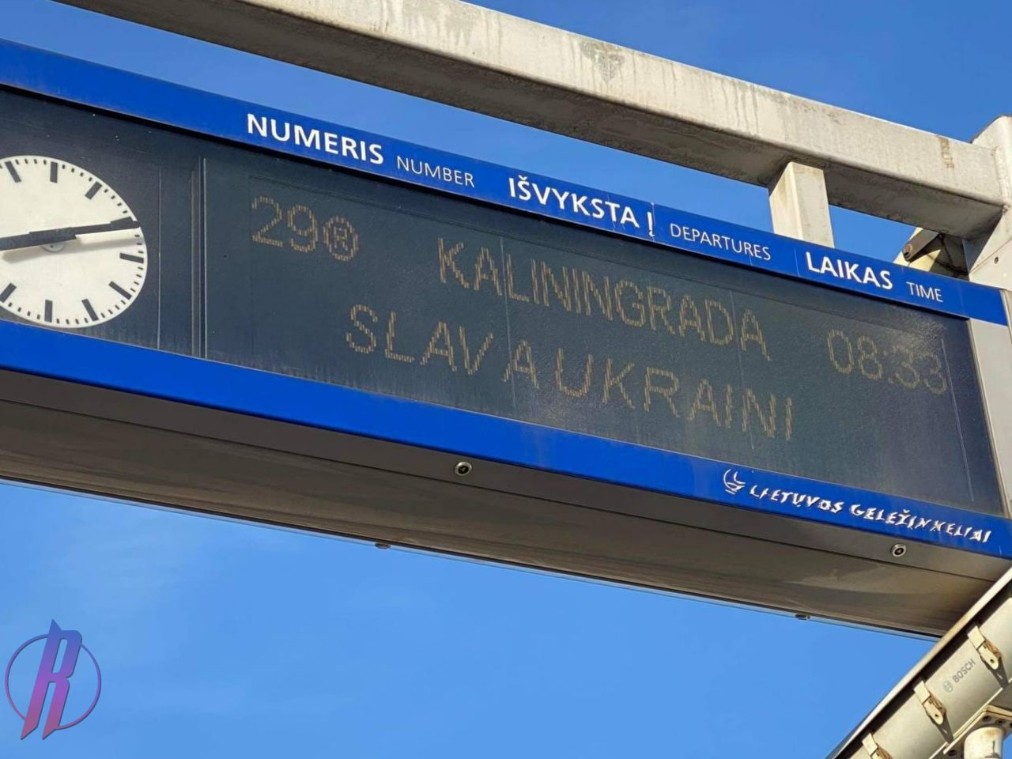 NUMERIS NUMBER IŠVYKSTA Į DEPARTURES LAIKAS TIME
29® KALININGRADA 08:33
SLAVA UKRAINI
LIETUVOS GELEŽINKELIAI
BOSCH
R